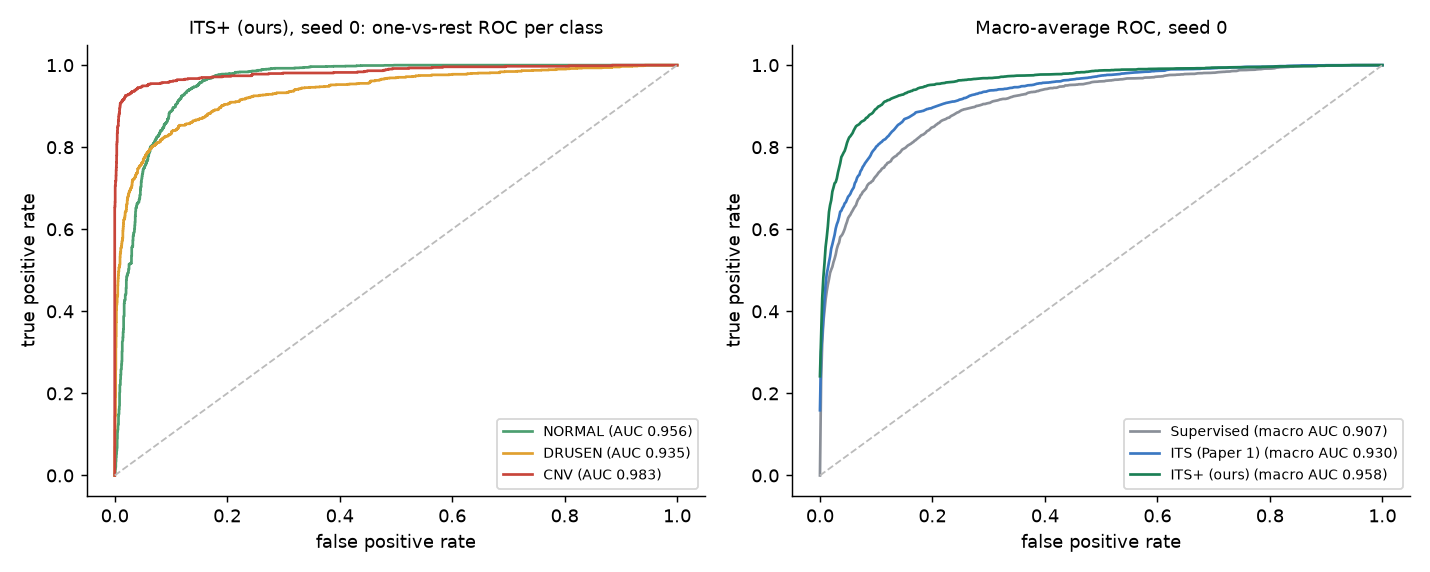 ITS+ (ours), seed 0: one-vs-rest ROC per class
true positive rate
1.0
0.8
0.6
0.4
0.2
0.0
NORMAL (AUC 0.956)
DRUSEN (AUC 0.935)
CNV (AUC 0.983)
0.0 0.2 0.4 0.6 0.8 1.0
false positive rate
Macro-average ROC, seed 0
true positive rate
1.0
0.8
0.6
0.4
0.2
0.0
Supervised (macro AUC 0.907)
ITS (Paper 1) (macro AUC 0.930)
ITS+ (ours) (macro AUC 0.958)
0.0 0.2 0.4 0.6 0.8 1.0
false positive rate